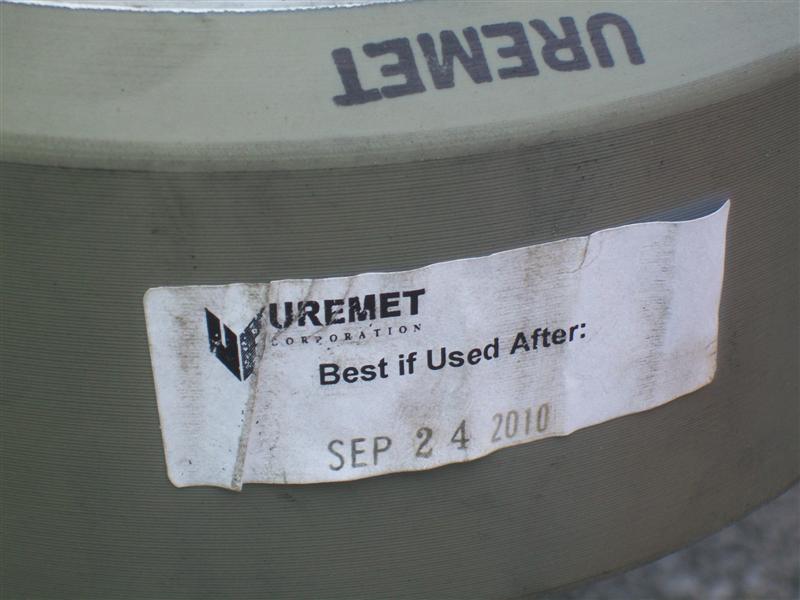 UREMET
UREMET
CORPORATION
Best if Used After:
SEP 24 2010